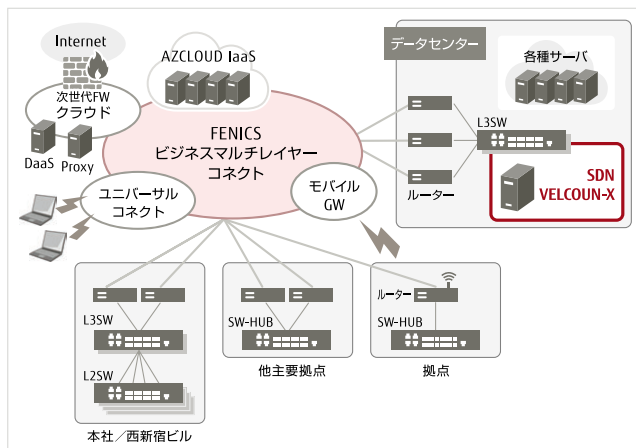 Internet
次世代FW
クラウド
DaaS
Proxy
AZCLOUD IaaS
FENICS
ビジネスマルチレイヤー
コネクト
ユニバーサル
コネクト
モバイル
GW
データセンター
各種サーバ
L3SW
ルーター
SDN
VELCOUN-X
L3SW
L2SW
本社／西新宿ビル
SW-HUB
他主要拠点
ルーター
SW-HUB
拠点